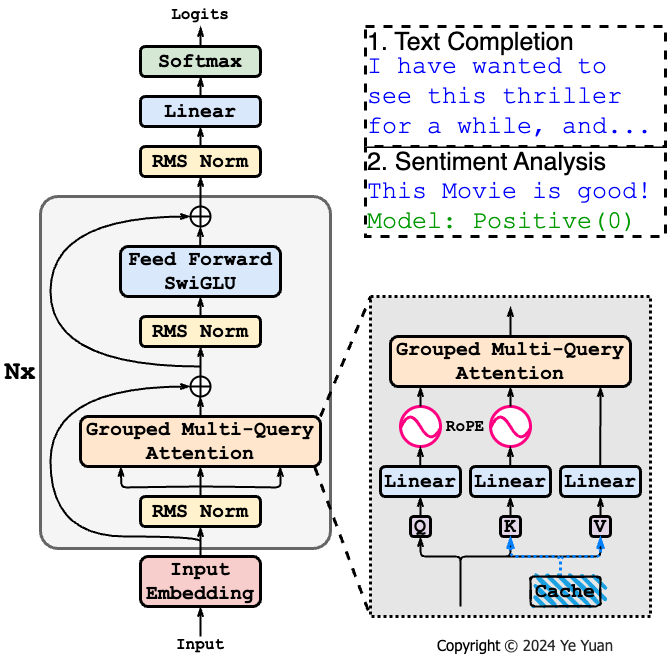 Logits
Softmax
Linear
RMS Norm
Feed Forward
SwiGLU
RMS Norm
Nx
Grouped Multi-Query
Attention
RMS Norm
Input
Embedding
Input
1. Text Completion
I have wanted to
see this thriller
for a while, and...
2. Sentiment Analysis
This Movie is good!
Model: Positive(0)
Grouped Multi-Query
Attention
RoPE
Linear
Linear
Linear
Q
K
V
Cache
Copyright © 2024 Ye Yuan